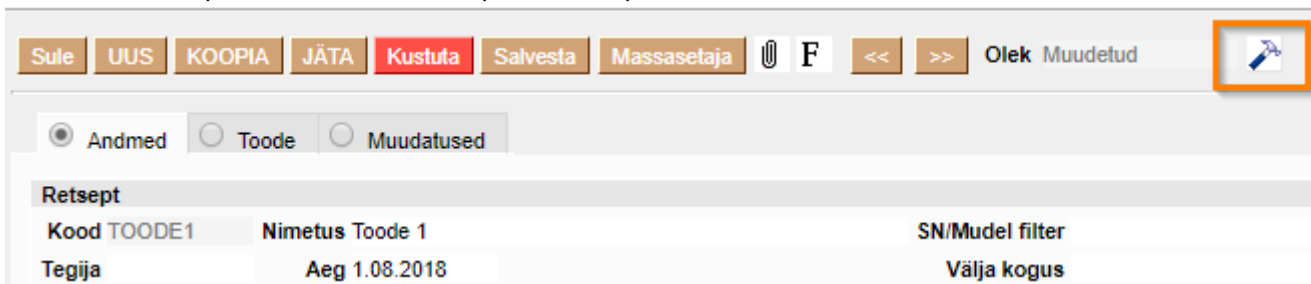 Sule UUS KOOPIA JÄTA Kustuta Salvesta Massasetaja F << >> Olek Muudetud
Andmed Toode Muudatused
Retsept
Kood TOODE1 Nimetus Toode 1 SN/Mudel filter
Tegija Aeg 1.08.2018 Välja kogus